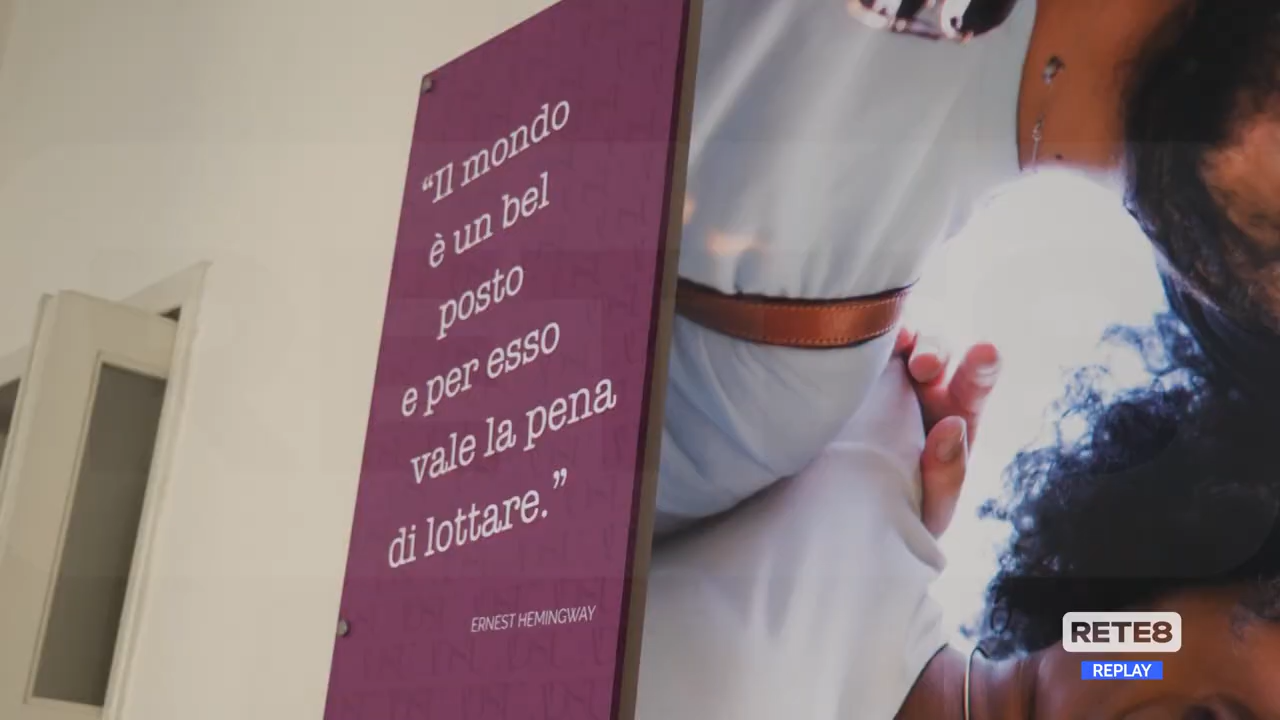 “Il mondo
è un bel
posto
e per esso
vale la pena
di lottare.”
ERNEST HEMINGWAY
RETE8
REPLAY